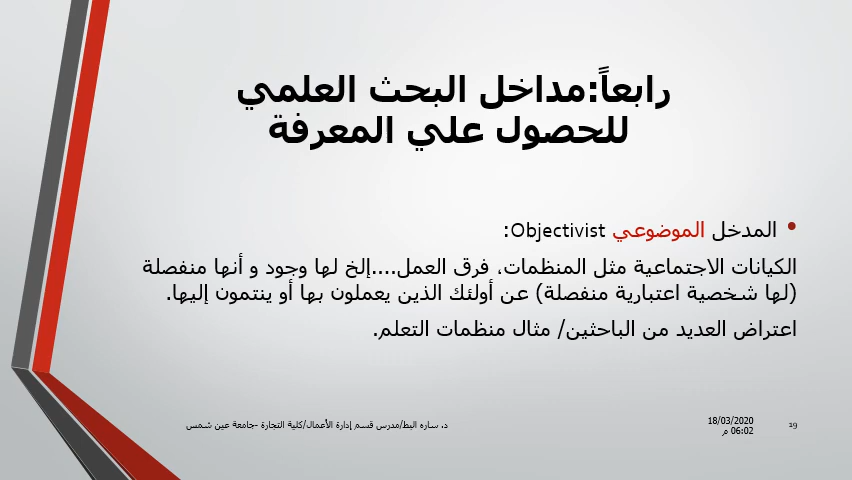 رابعاً:مداخل البحث العلمي
للحصول علي المعرفة
• المدخل الموضوعي Objectivist:
الكيانات الاجتماعية مثل المنظمات، فرق العمل....إلخ لها وجود و أنها منفصلة
(لها شخصية اعتبارية منفصلة) عن أولئك الذين يعملون بها أو ينتمون إليها.
اعتراض العديد من الباحثين/ مثال منظمات التعلم.
19
18/03/2020
06:02 م
د. ساره البط/مدرس قسم إدارة الأعمال/كلية التجارة -جامعة عين شمس